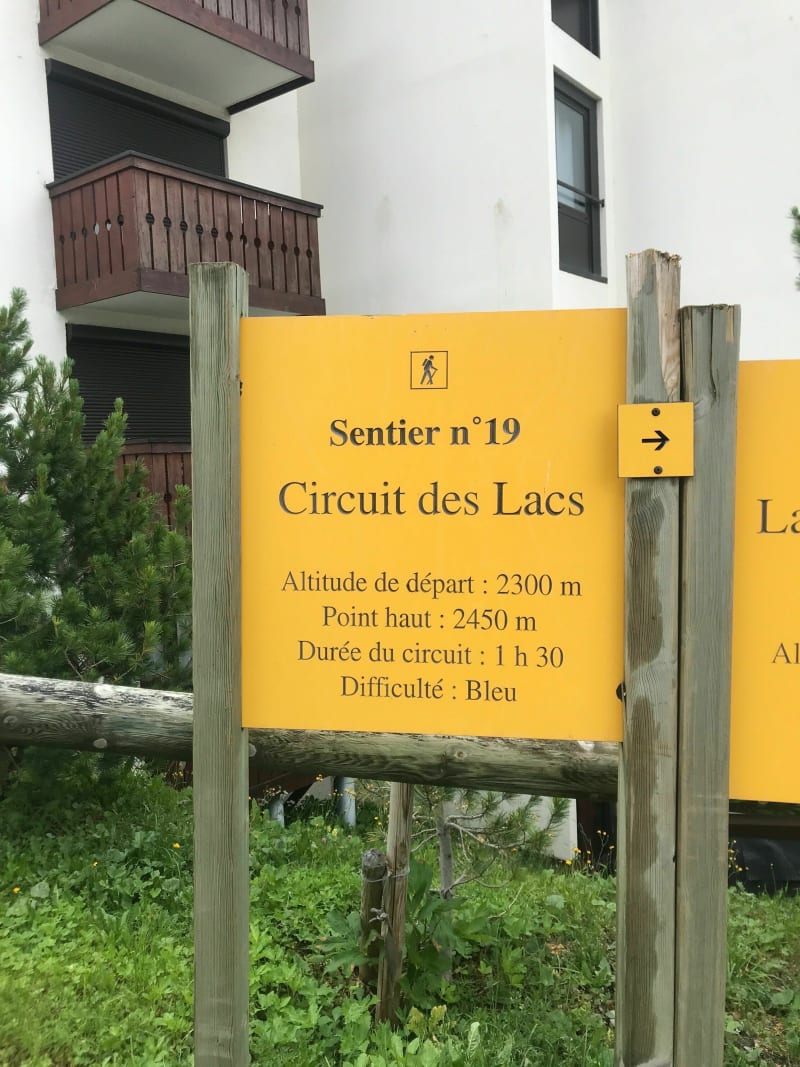 Sentier n°19
Circuit des Lacs
Altitude de départ : 2300 m
Point haut : 2450 m
Durée du circuit : 1 h 30
Difficulté : Bleu